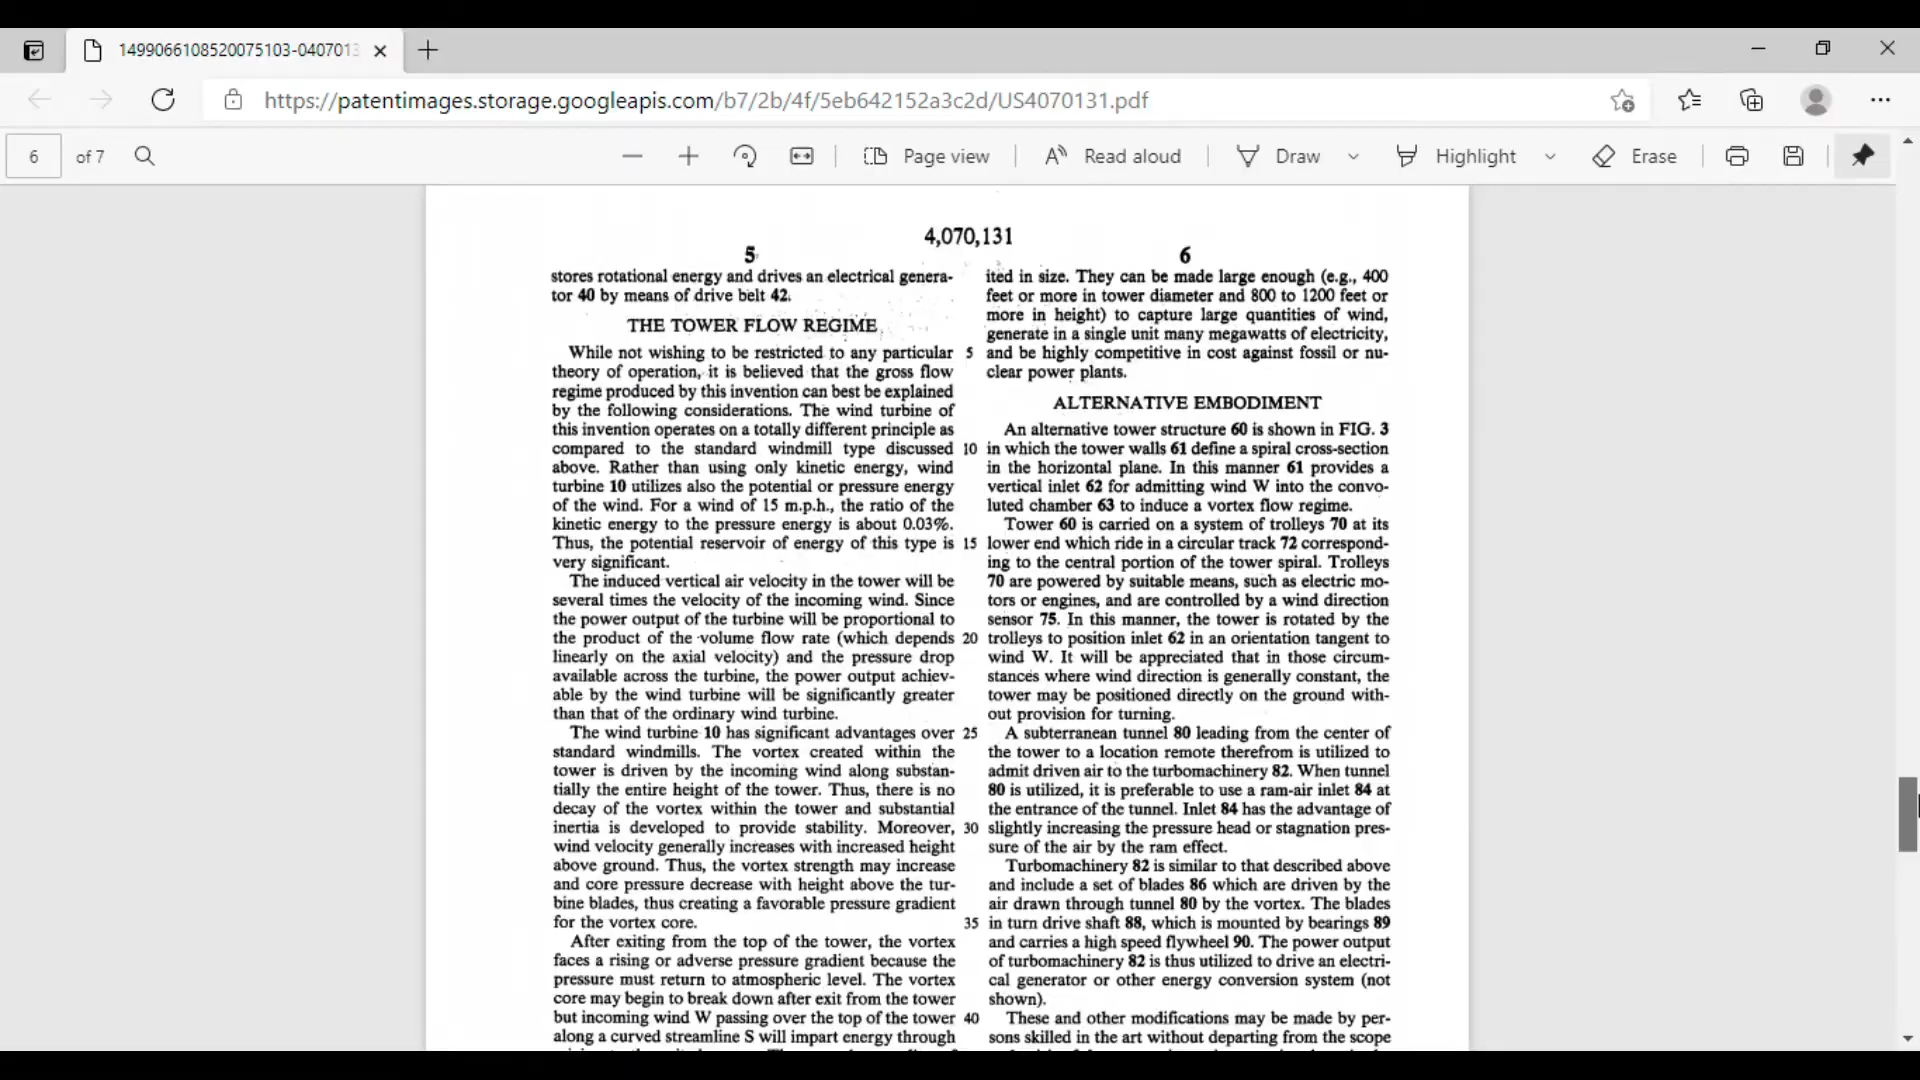 1499066108520075103-0407013
https://patentimages.storage.googleapis.com/b7/2b/4f/5eb642152a3c2d/US4070131.pdf
6 of 7
Page view
Read aloud
Draw
Highlight
Erase
4,070,131
5
stores rotational energy and drives an electrical genera-
tor 40 by means of drive belt 42.
THE TOWER FLOW REGIME
While not wishing to be restricted to any particular
theory of operation, it is believed that the gross flow
regime produced by this invention can best be explained
by the following considerations. The wind turbine of
this invention operates on a totally different principle as
compared to the standard windmill type discussed
above. Rather than using only kinetic energy, wind
turbine 10 utilizes also the potential or pressure energy
of the wind. For a wind of 15 m.p.h., the ratio of the
kinetic energy to the pressure energy is about 0.03%.
Thus, the potential reservoir of energy of this type is
very significant.
The induced vertical air velocity in the tower will be
several times the velocity of the incoming wind. Since
the power output of the turbine will be proportional to
the product of the volume flow rate (which depends
linearly on the axial velocity) and the pressure drop
available across the turbine, the power output achiev-
able by the wind turbine will be significantly greater
than that of the ordinary wind turbine.
The wind turbine 10 has significant advantages over
standard windmills. The vortex created within the
tower is driven by the incoming wind along substan-
tially the entire height of the tower. Thus, there is no
decay of the vortex within the tower and substantial
inertia is developed to provide stability. Moreover,
wind velocity generally increases with increased height
above ground. Thus, the vortex strength may increase
and core pressure decrease with height above the tur-
bine blades, thus creating a favorable pressure gradient
for the vortex core.
After exiting from the top of the tower, the vortex
faces a rising or adverse pressure gradient because the
pressure must return to atmospheric level. The vortex
core may begin to break down after exit from the tower
but incoming wind W passing over the top of the tower
along a curved streamline S will impart energy through
5
10
15
20
25
30
35
40
6
ited in size. They can be made large enough (e.g., 400
feet or more in tower diameter and 800 to 1200 feet or
more in height) to capture large quantities of wind,
generate in a single unit many megawatts of electricity,
and be highly competitive in cost against fossil or nu-
clear power plants.
ALTERNATIVE EMBODIMENT
An alternative tower structure 60 is shown in FIG. 3
in which the tower walls 61 define a spiral cross-section
in the horizontal plane. In this manner 61 provides a
vertical inlet 62 for admitting wind W into the convo-
luted chamber 63 to induce a vortex flow regime.
Tower 60 is carried on a system of trolleys 70 at its
lower end which ride in a circular track 72 correspond-
ing to the central portion of the tower spiral. Trolleys
70 are powered by suitable means, such as electric mo-
tors or engines, and are controlled by a wind direction
sensor 75. In this manner, the tower is rotated by the
trolleys to position inlet 62 in an orientation tangent to
wind W. It will be appreciated that in those circum-
stances where wind direction is generally constant, the
tower may be positioned directly on the ground with-
out provision for turning.
A subterranean tunnel 80 leading from the center of
the tower to a location remote therefrom is utilized to
admit driven air to the turbomachinery 82. When tunnel
80 is utilized, it is preferable to use a ram-air inlet 84 at
the entrance of the tunnel. Inlet 84 has the advantage of
slightly increasing the pressure head or stagnation pres-
sure of the air by the ram effect.
Turbomachinery 82 is similar to that described above
and include a set of blades 86 which are driven by the
air drawn through tunnel 80 by the vortex. The blades
in turn drive shaft 88, which is mounted by bearings 89
and carries a high speed flywheel 90. The power output
of turbomachinery 82 is thus utilized to drive an electri-
cal generator or other energy conversion system (not
shown).
These and other modifications may be made by per-
sons skilled in the art without departing from the scope